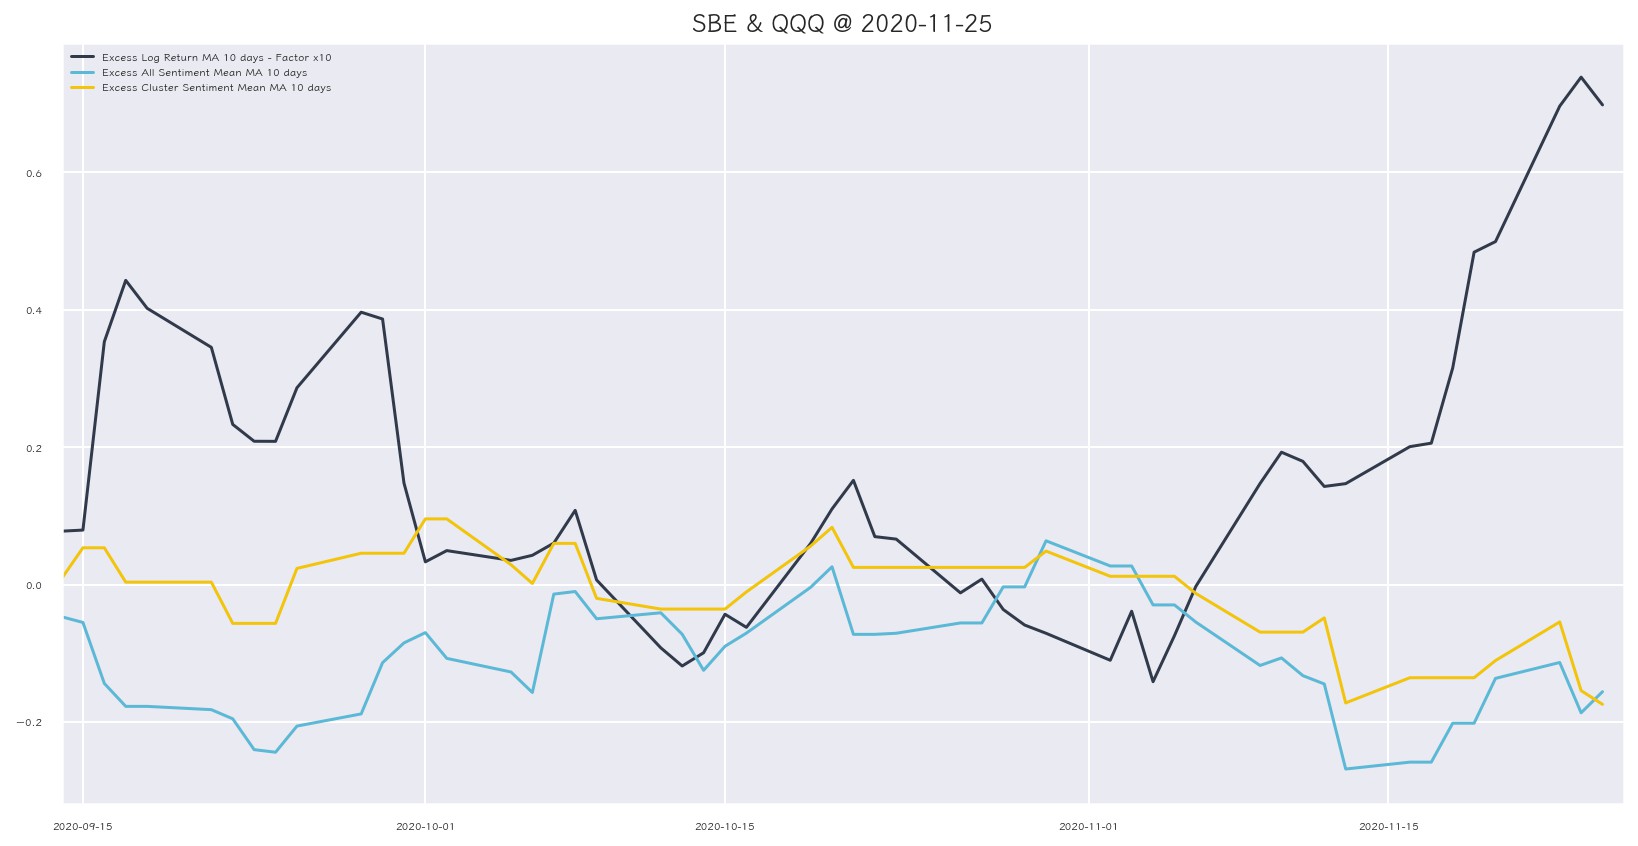 SBE & QQQ @ 2020-11-25
Excess Log Return MA 10 days - Factor x10
Excess All Sentiment Mean MA 10 days
Excess Cluster Sentiment Mean MA 10 days
0.6
0.4
0.2
0.0
−0.2
2020-09-15 2020-10-01 2020-10-15 2020-11-01 2020-11-15